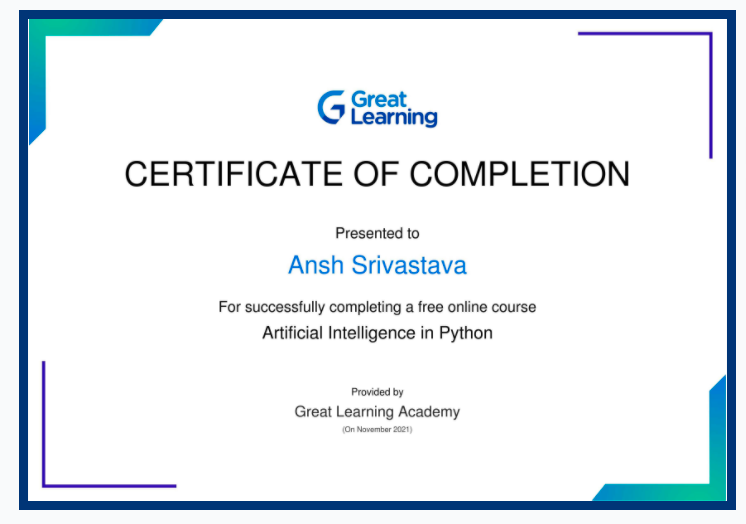 Great
Learning
CERTIFICATE OF COMPLETION
Presented to
Ansh Srivastava
For successfully completing a free online course
Artificial Intelligence in Python
Provided by
Great Learning Academy
(On November 2021)